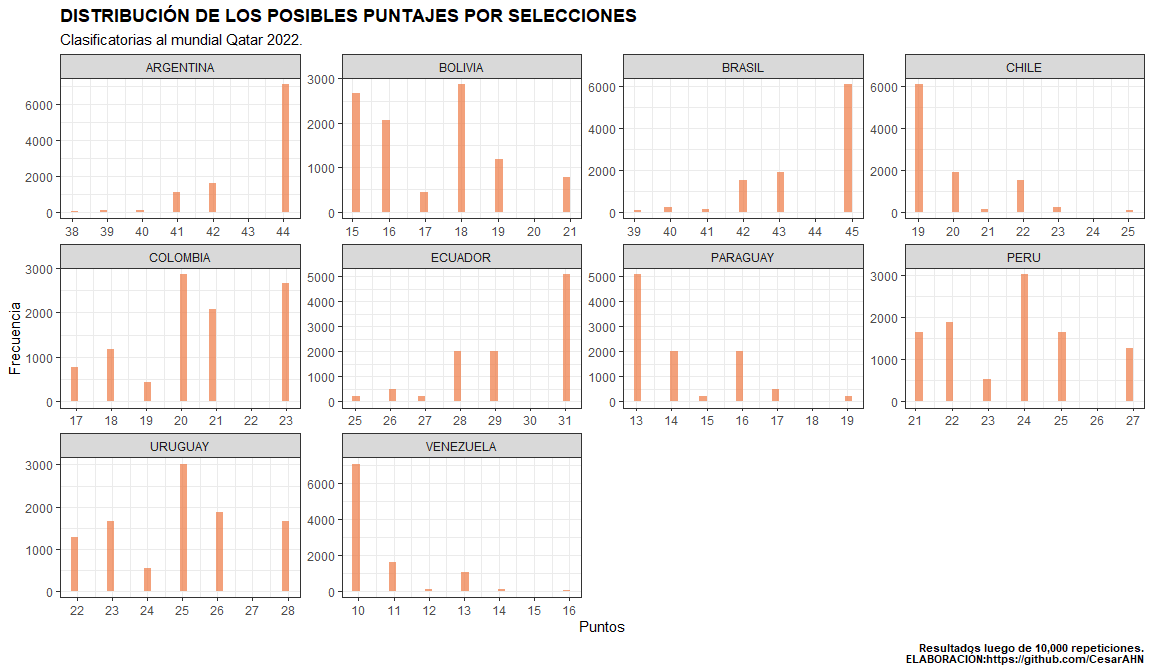 DISTRIBUCIÓN DE LOS POSIBLES PUNTAJES POR SELECCIONES
Clasificatorias al mundial Qatar 2022.
ARGENTINA
6000
4000
2000
0
38 39 40 41 42 43 44
BOLIVIA
3000
2000
1000
0
15 16 17 18 19 20 21
BRASIL
6000
4000
2000
0
39 40 41 42 43 44 45
CHILE
6000
4000
2000
0
19 20 21 22 23 24 25
Frecuencia
COLOMBIA
3000
2000
1000
0
17 18 19 20 21 22 23
ECUADOR
5000
4000
3000
2000
1000
0
25 26 27 28 29 30 31
PARAGUAY
5000
4000
3000
2000
1000
0
13 14 15 16 17 18 19
PERU
3000
2000
1000
0
21 22 23 24 25 26 27
URUGUAY
3000
2000
1000
0
22 23 24 25 26 27 28
VENEZUELA
6000
4000
2000
0
10 11 12 13 14 15 16
Puntos
Resultados luego de 10,000 repeticiones.
ELABORACIÓN:https://github.com/CesarAHN